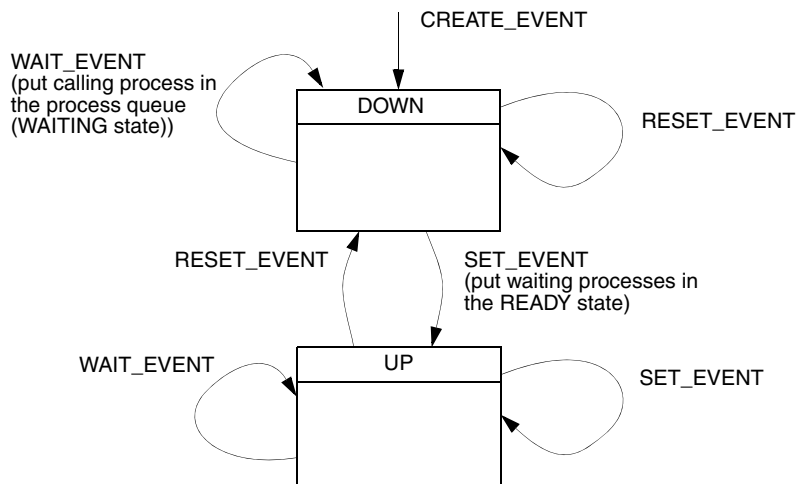 CREATE_EVENT
WAIT_EVENT
(put calling process in
the process queue
(WAITING state))
DOWN
RESET_EVENT
RESET_EVENT
SET_EVENT
(put waiting processes in
the READY state)
WAIT_EVENT
UP
SET_EVENT